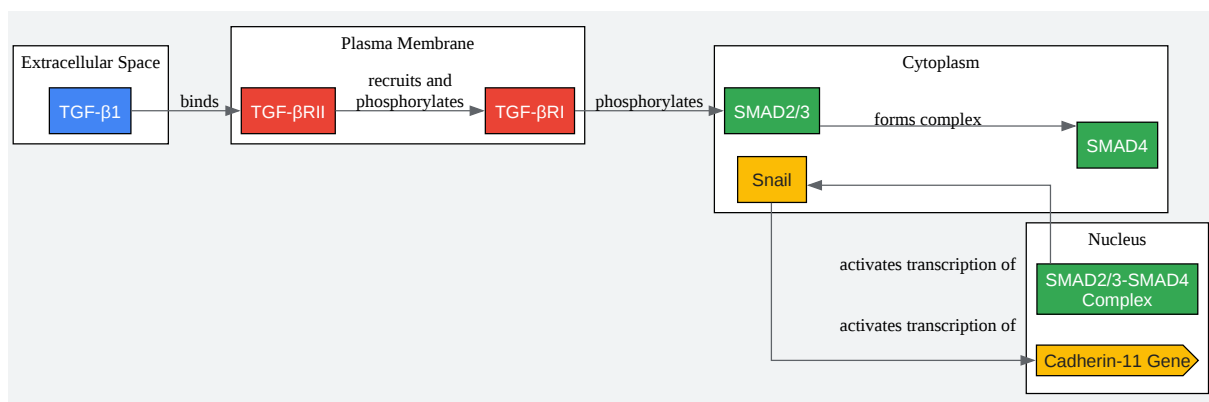 Extracellular Space
TGF-β1
binds
Plasma Membrane
TGF-βRII
recruits and
phosphorylates
TGF-βRI
phosphorylates
Cytoplasm
SMAD2/3
forms complex
SMAD4
Snail
Nucleus
activates transcription of
SMAD2/3-SMAD4
Complex
activates transcription of
Cadherin-11 Gene